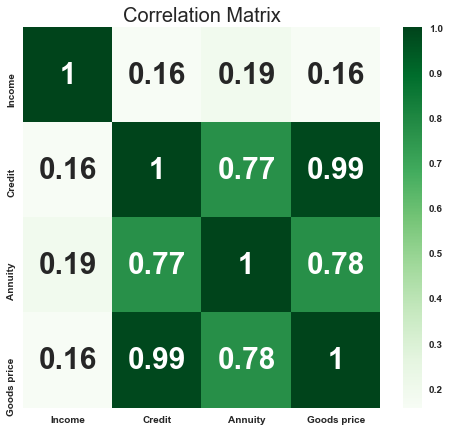 Correlation Matrix
Income 1 0.16 0.19 0.16
Credit 0.16 1 0.77 0.99
Annuity 0.19 0.77 1 0.78
Goods price 0.16 0.99 0.78 1
Income Credit Annuity Goods price
1.0
0.9
0.8
0.7
0.6
0.5
0.4
0.3
0.2